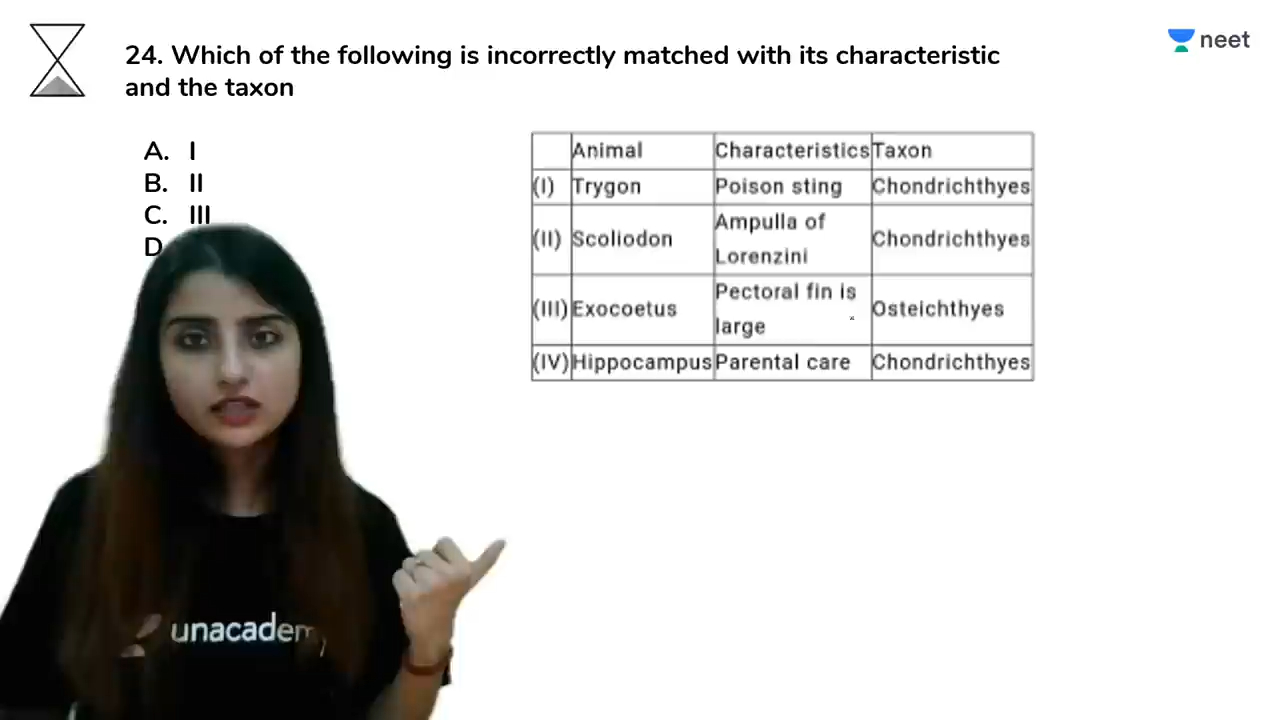 neet
24. Which of the following is incorrectly matched with its characteristic
and the taxon
A. I
B. II
C. III
D
Animal Characteristics Taxon
(I) Trygon Poison sting Chondrichthyes
(II) Scoliodon Ampulla of Lorenzini Chondrichthyes
(III) Exocoetus Pectoral fin is large Osteichthyes
(IV) Hippocampus Parental care Chondrichthyes
unacadem